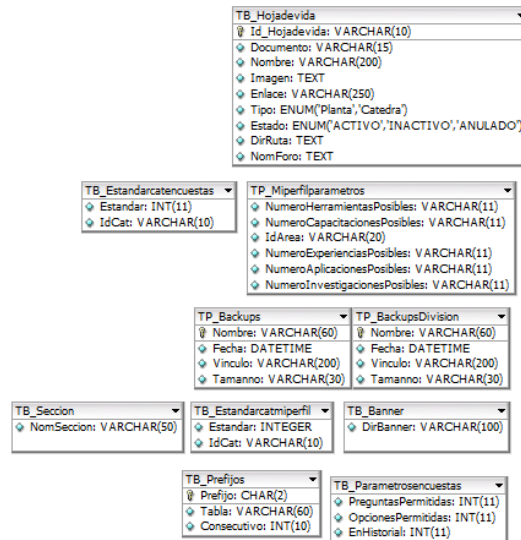 TB_Hojadevida
Id_Hojadevida: VARCHAR(10)
Documento: VARCHAR(15)
Nombre: VARCHAR(200)
Imagen: TEXT
Enlace: VARCHAR(250)
Tipo: ENUM('Planta','Catedra')
Estado: ENUM('ACTIVO','INACTIVO','ANULADO')
DirRuta: TEXT
NomForo: TEXT
TB_Estandarcatencuestas
Estandar: INT(11)
IdCat: VARCHAR(10)
TP_Miperfilparametros
NumeroHerramientasPosibles: VARCHAR(11)
NumeroCapacitacionesPosibles: VARCHAR(11)
IdArea: VARCHAR(20)
NumeroExperienciasPosibles: VARCHAR(11)
NumeroAplicacionesPosibles: VARCHAR(11)
NumeroInvestigacionesPosibles: VARCHAR(11)
TP_Backups
Nombre: VARCHAR(60)
Fecha: DATETIME
Vinculo: VARCHAR(200)
Tamanno: VARCHAR(30)
TP_BackupsDivision
Nombre: VARCHAR(60)
Fecha: DATETIME
Vinculo: VARCHAR(200)
Tamanno: VARCHAR(30)
TB_Seccion
NomSeccion: VARCHAR(50)
TB_Estandarcatmiperfil
Estandar: INTEGER
IdCat: VARCHAR(10)
TB_Banner
DirBanner: VARCHAR(100)
TB_Prefijos
Prefijo: CHAR(2)
Tabla: VARCHAR(60)
Consecutivo: INT(10)
TB_Parametrosencuestas
PreguntasPermitidas: INT(11)
OpcionesPermitidas: INT(11)
EnHistorial: INT(11)